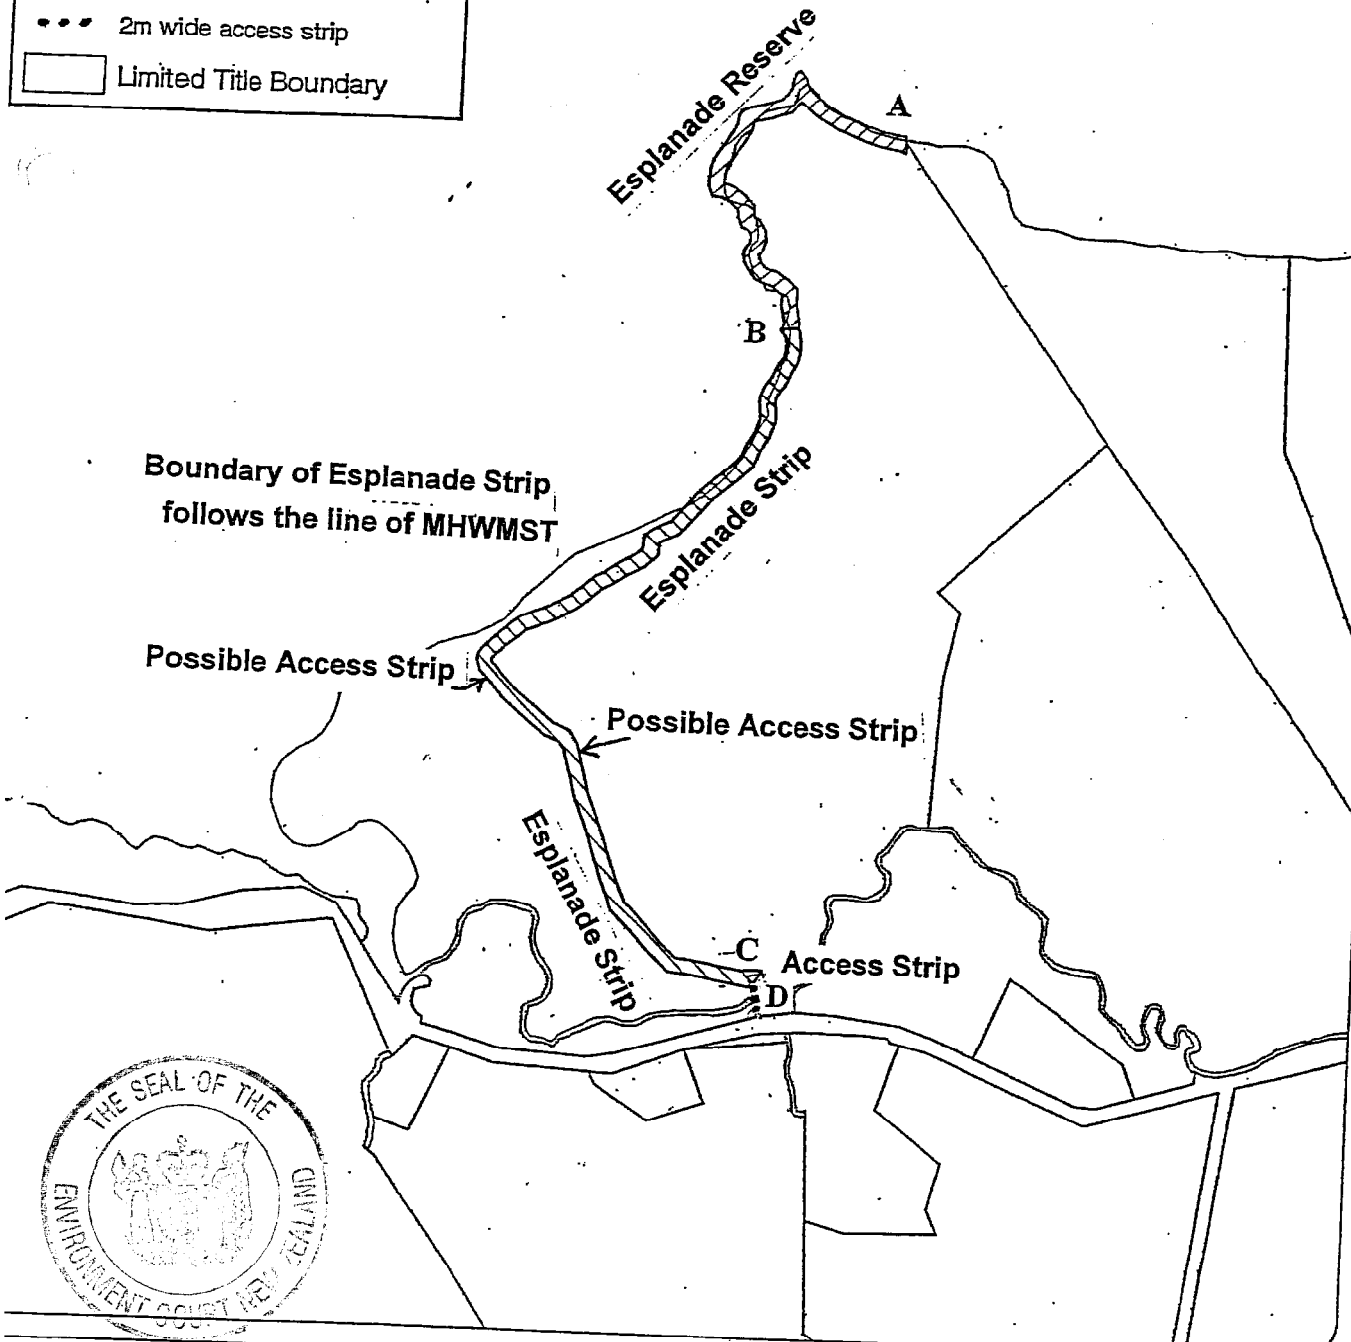 2m wide access strip
Limited Title Boundary
Esplanade Reserve
A
B
Boundary of Esplanade Strip
follows the line of MHWMST
Esplanade Strip
Possible Access Strip
Possible Access Strip
Esplanade Strip
C
Access Strip
D
THE SEAL OF THE
ENVIRONMENT COURT NEW ZEALAND